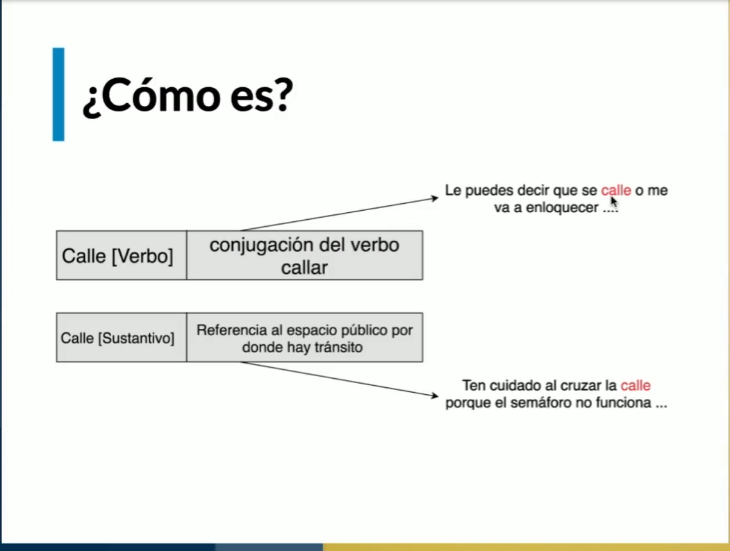 ¿Cómo es?
Le puedes decir que se calle o me
va a enloquecer ....
Calle [Verbo]
conjugación del verbo
callar
Calle [Sustantivo]
Referencia al espacio público por
donde hay tránsito
Ten cuidado al cruzar la calle
porque el semáforo no funciona ...